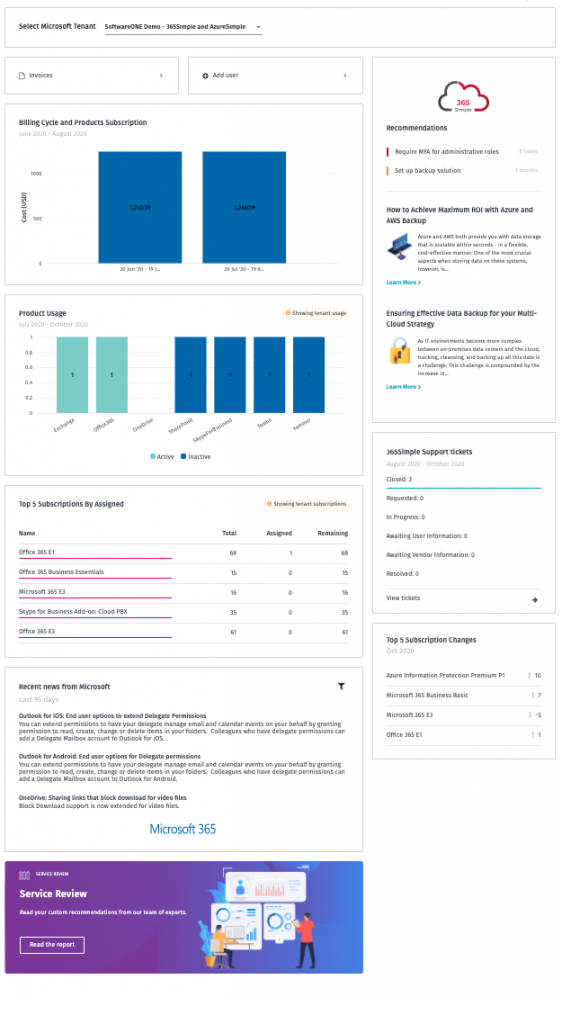 Select Microsoft Tenant SoftwareONE Demo - 365Simple and AzureSimple
Invoices
Add user
Billing Cycle and Products Subscription
June 2020 - August 2020
Cost (USD)
1000
500
0
1,240.19
1,240.19
20 Jun '20 - 19 J...
20 Jul '20 - 19 A...
Product Usage
Showing tenant usage
July 2020 - October 2020
1
0.8
0.6
0.4
0.2
0
1
1
1
1
1
1
Exchange
Office365
OneDrive
SharePoint
SkypeForBusiness
Teams
Yammer
Active
Inactive
Top 5 Subscriptions By Assigned
Showing tenant subscriptions
Name Total Assigned Remaining
Office 365 E1 69 1 68
Office 365 Business Essentials 15 0 15
Microsoft 365 E3 16 0 16
Skype for Business Add-on: Cloud PBX 35 0 35
Office 365 E3 61 0 61
Recent news from Microsoft
Last 95 days
Outlook for iOS: End user options to extend Delegate Permissions
You can extend permissions to have your delegate manage email and calendar events on your behalf by granting
permission to read, create, change or delete items in your folders. Colleagues who have delegate permissions can
add a Delegate Mailbox account to Outlook for iOS.
Outlook for Android: End user options for Delegate permissions
You can extend permissions to have your delegate manage email and calendar events on your behalf by granting
permission to read, create, change or delete items in your folders. Colleagues who have delegate permissions can
add a Delegate Mailbox account to Outlook for Android.
OneDrive: Sharing links that block download for video files
Block Download support is now extended for video files.
Microsoft 365
SERVICE REVIEW
Service Review
Read your custom recommendations from our team of experts.
Read the report
365
Simple
Recommendations
Require MFA for administrative roles 8 hours
Set up backup solution 3 months
How to Achieve Maximum ROI with Azure and
AWS Backup
Azure and AWS both provide you with data storage
that is scalable within seconds - in a flexible,
cost-effective manner. One of the most crucial
aspects when storing data on these systems,
however, is...
Learn More >
Ensuring Effective Data Backup for your Multi-
Cloud Strategy
As IT environments become more complex
between on-premises data centers and the cloud,
tracking, cleansing, and backing up all this data is
a challenge. This challenge is compounded by the
increase in...
Learn More >
365Simple Support tickets
August 2020 - October 2020
Closed: 3
Requested: 0
In Progress: 0
Awaiting User Information: 0
Awaiting Vendor Information: 0
Resolved: 0
View tickets
Top 5 Subscription Changes
Oct 2020
Azure Information Protection Premium P1 ↑ 10
Microsoft 365 Business Basic ↑ 7
Microsoft 365 E3 ↓ -5
Office 365 E1 ↑ 1